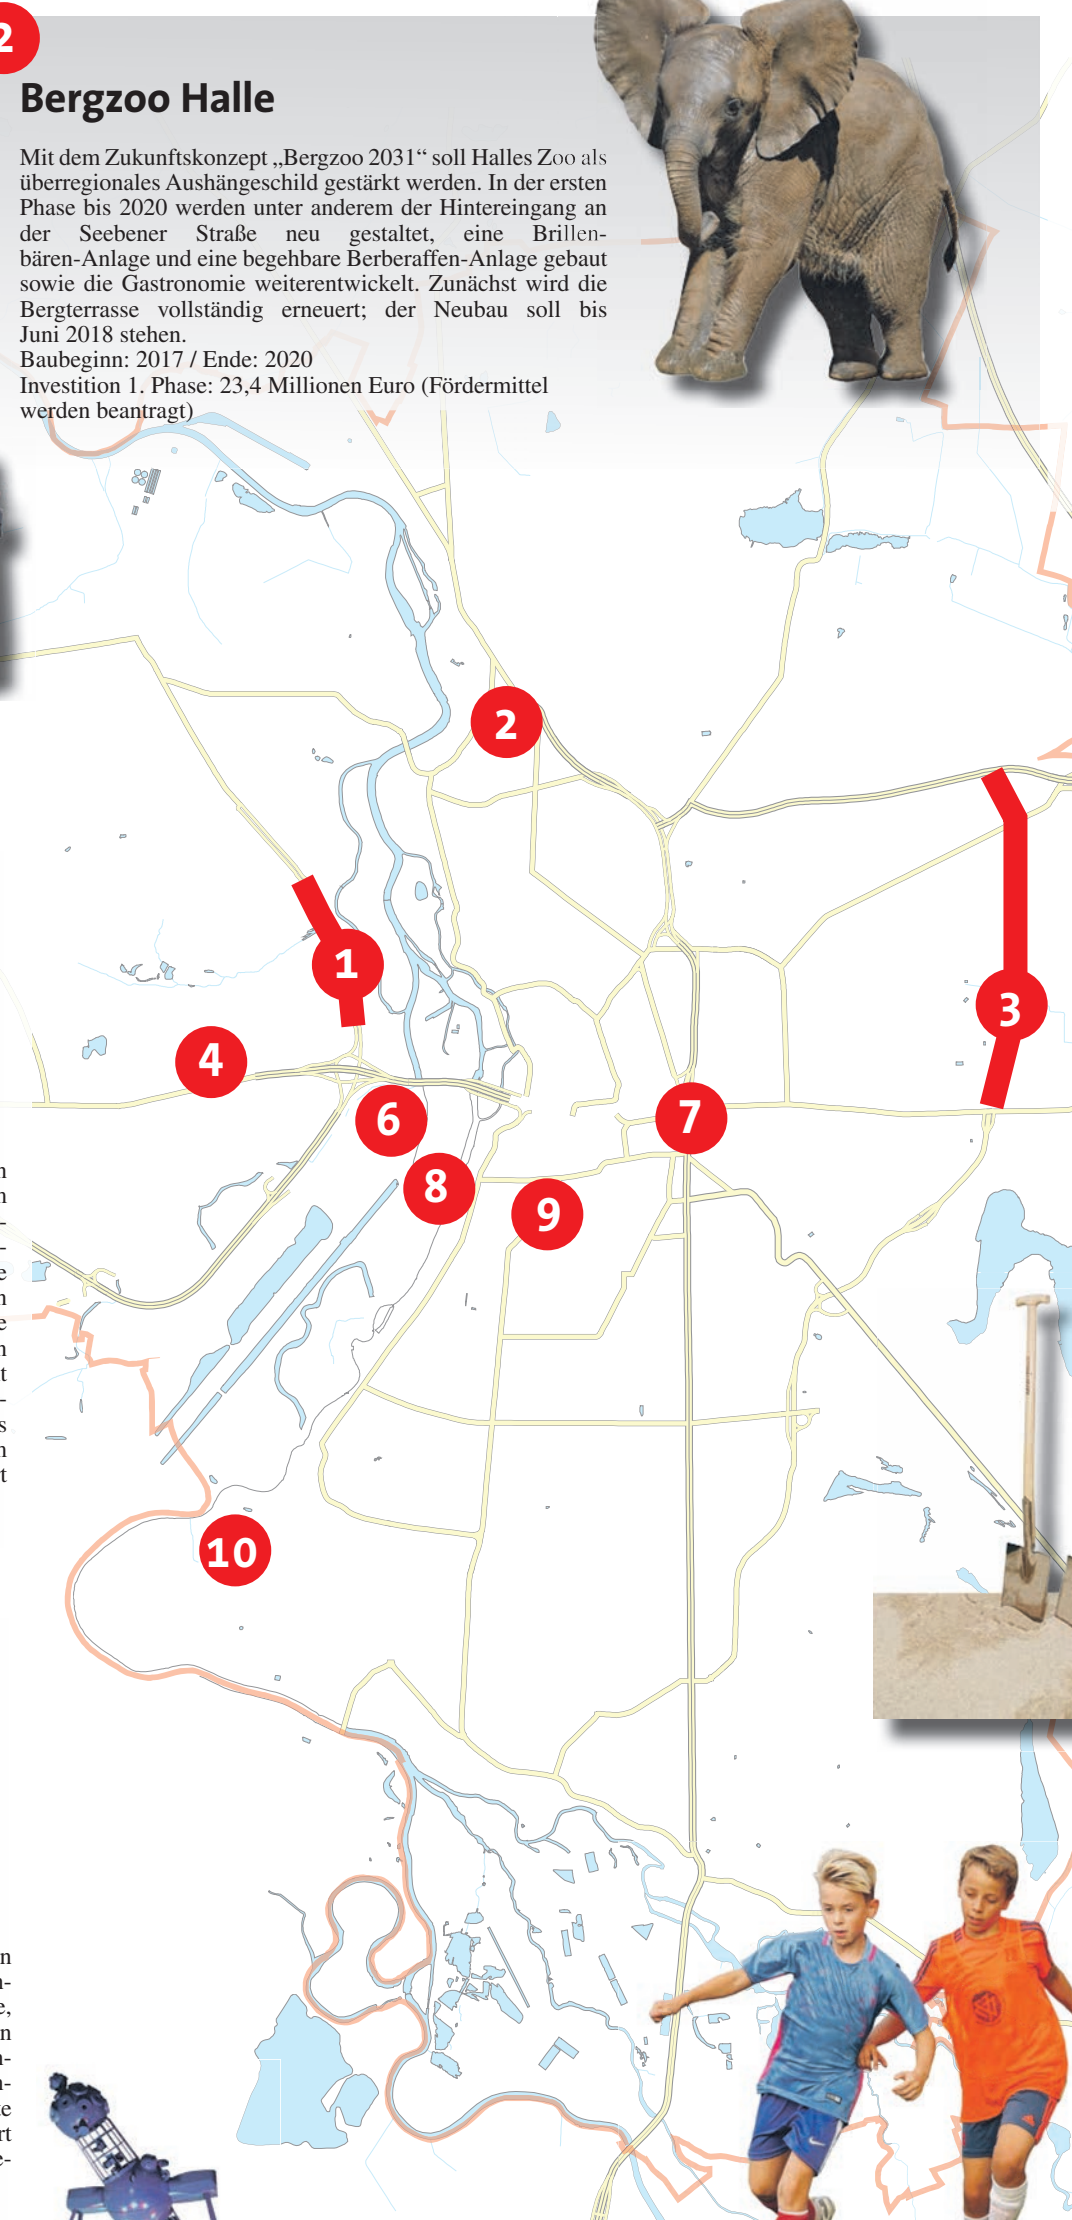 2
Bergzoo Halle
Mit dem Zukunftskonzept „Bergzoo 2031“ soll Halles Zoo als
überregionales Aushängeschild gestärkt werden. In der ersten
Phase bis 2020 werden unter anderem der Hintereingang an
der Seebener Straße neu gestaltet, eine Brillen-
bären-Anlage und eine begehbare Berberaffen-Anlage gebaut
sowie die Gastronomie weiterentwickelt. Zunächst wird die
Bergterrasse vollständig erneuert; der Neubau soll bis
Juni 2018 stehen.
Baubeginn: 2017 / Ende: 2020
Investition 1. Phase: 23,4 Millionen Euro (Fördermittel
werden beantragt)
2
1
3
4
6
7
8
9
10